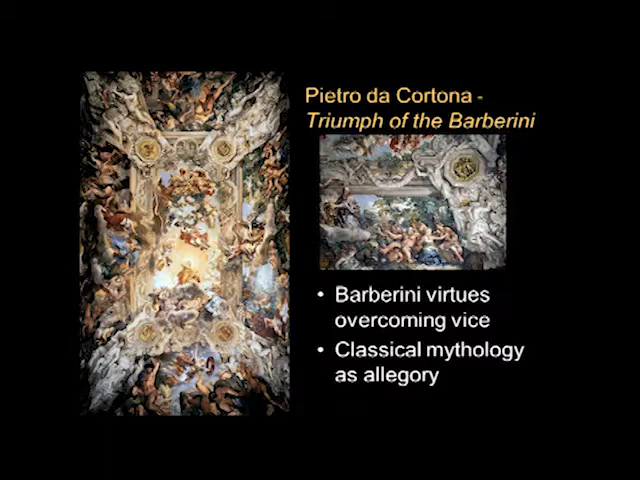 Pietro da Cortona -
Triumph of the Barberini
• Barberini virtues
overcoming vice
• Classical mythology
as allegory